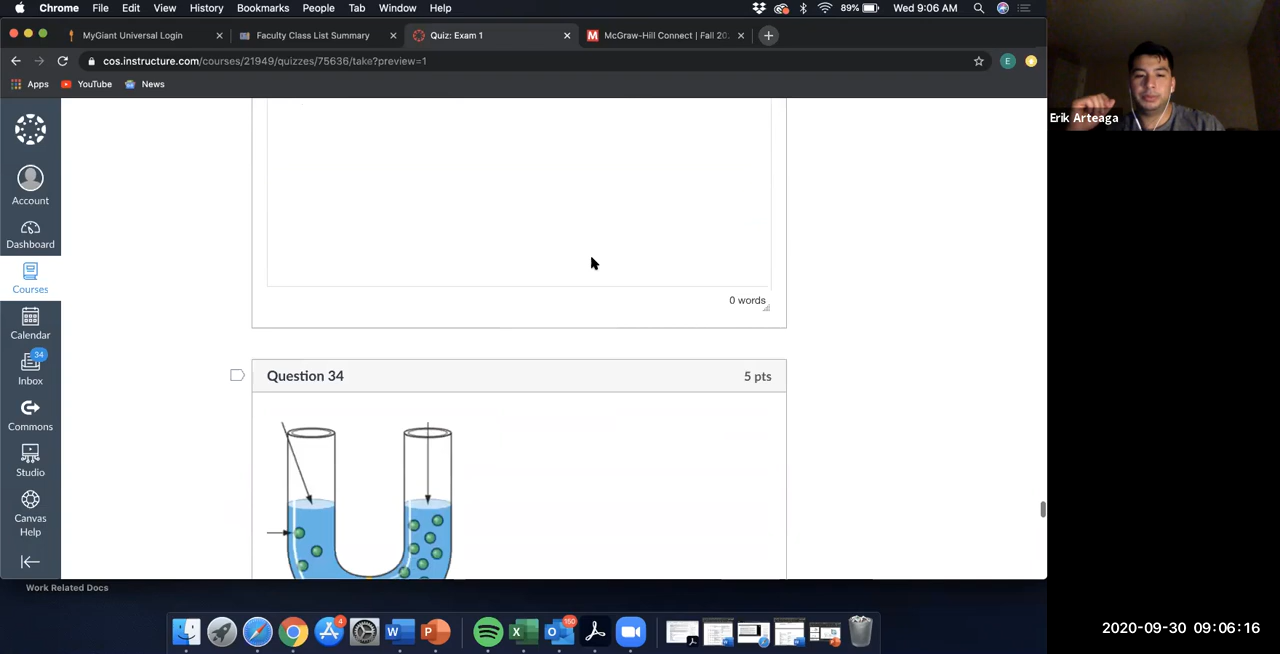 Chrome File Edit View History Bookmarks People Tab Window Help
89% Wed 9:06 AM
MyGiant Universal Login
Faculty Class List Summary
Quiz: Exam 1
McGraw-Hill Connect | Fall 20
cos.instructure.com/courses/21949/quizzes/75636/take?preview=1
E
Apps YouTube News
Account
Dashboard
Courses
Calendar
34
Inbox
Commons
Studio
Canvas
Help
0 words
Question 34
5 pts
Erik Arteaga
Work Related Docs
4
150
2020-09-30 09:06:16